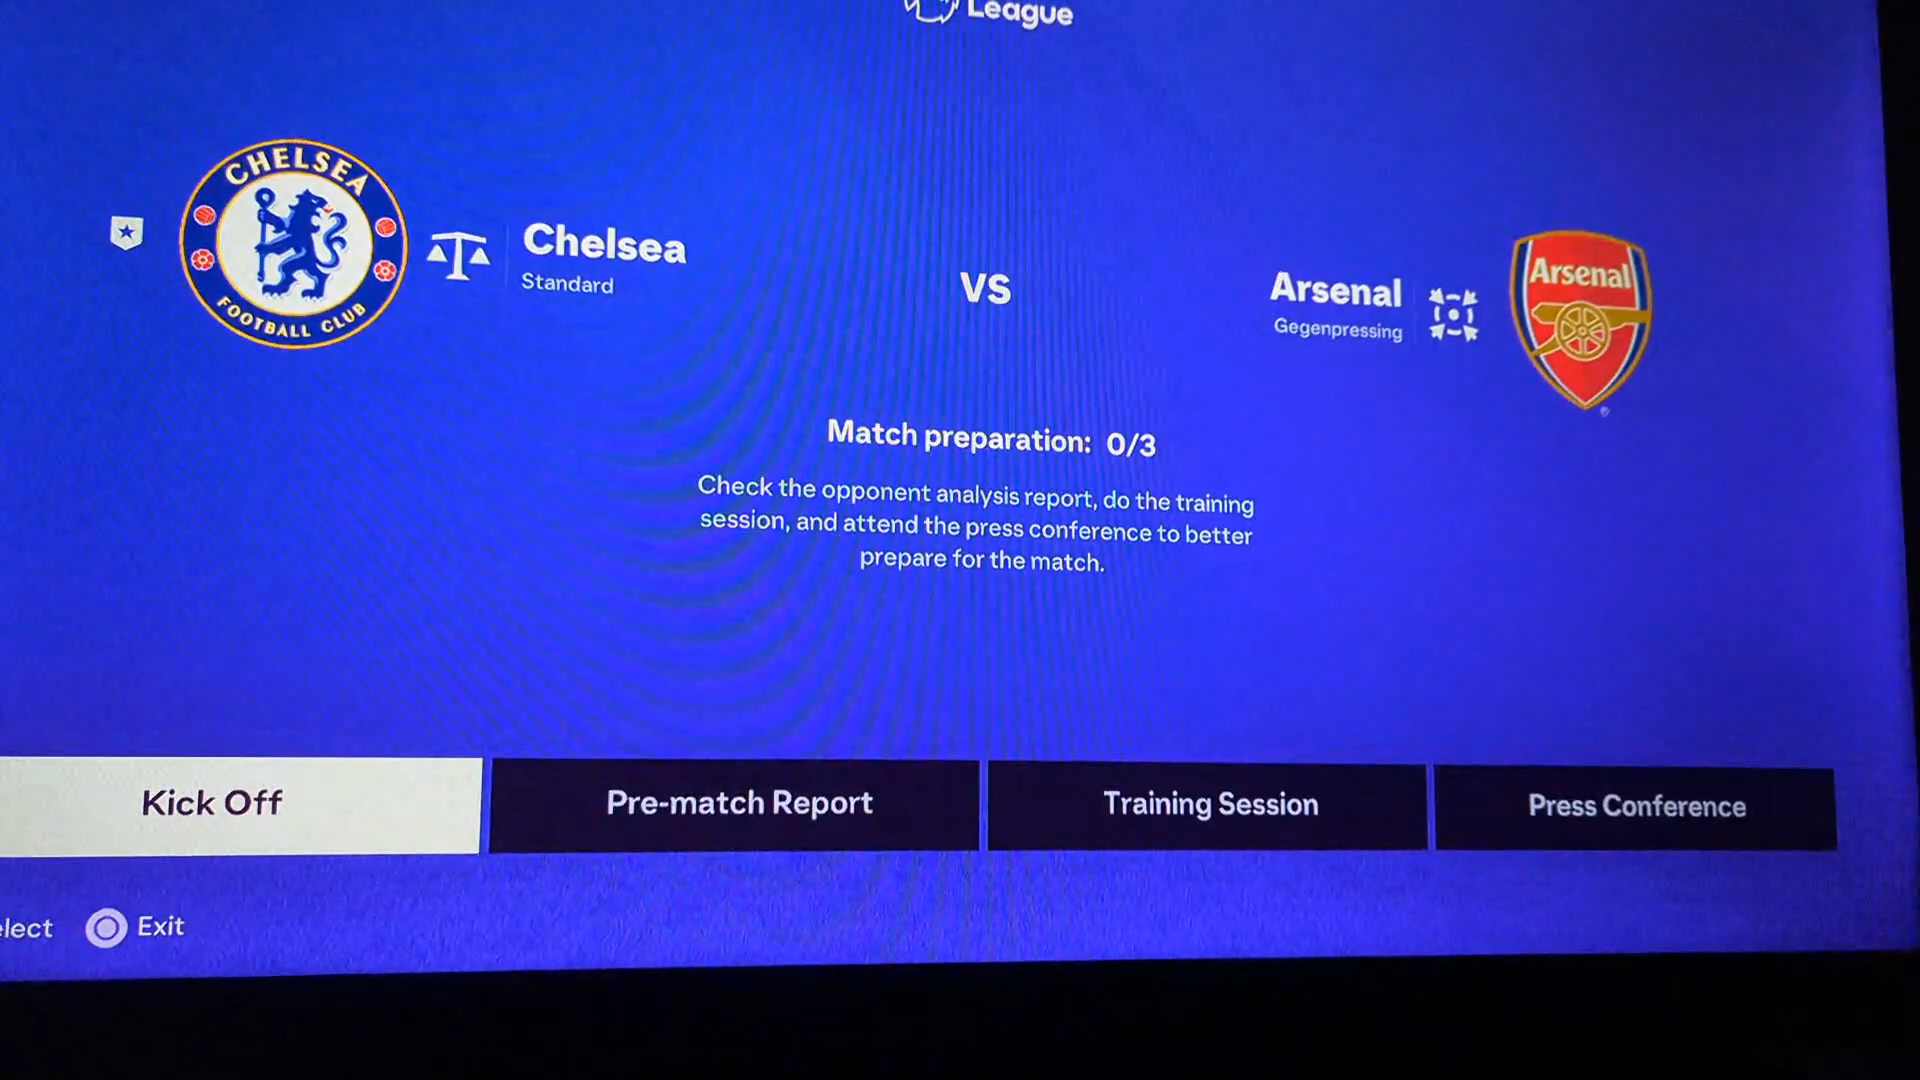 League
CHELSEA
FOOTBALL CLUB
Chelsea
Standard
VS
Arsenal
Gegenpressing
Arsenal
®
Match preparation: 0/3
Check the opponent analysis report, do the training
session, and attend the press conference to better
prepare for the match.
Kick Off
Pre-match Report
Training Session
Press Conference
elect
Exit